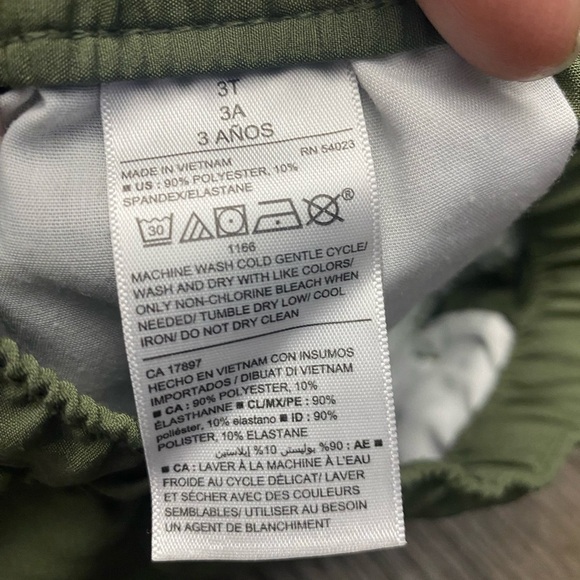 3T
3A
3 AÑOS
MADE IN VIETNAM RN 54023
■ US : 90% POLYESTER, 10%
SPANDEX/ELASTANE
30 ®
1166
MACHINE WASH COLD GENTLE CYCLE/
WASH AND DRY WITH LIKE COLORS/
ONLY NON-CHLORINE BLEACH WHEN
NEEDED/ TUMBLE DRY LOW/ COOL
IRON/ DO NOT DRY CLEAN
CA 17897
HECHO EN VIETNAM CON INSUMOS
IMPORTADOS / DIBUAT DI VIETNAM
■ CA : 90% POLYESTER, 10%
ÉLASTHANNE ■ CL/MX/PE : 90%
poliéster, 10% elastano ■ ID : 90%
POLISTER, 10% ELASTANE
AE : 90% بوليستر, 10% إيلاستين ■
■ CA : LAVER À LA MACHINE À L'EAU
FROIDE AU CYCLE DÉLICAT/ LAVER
ET SÉCHER AVEC DES COULEURS
SEMBLABLES/ UTILISER AU BESOIN
UN AGENT DE BLANCHIMENT